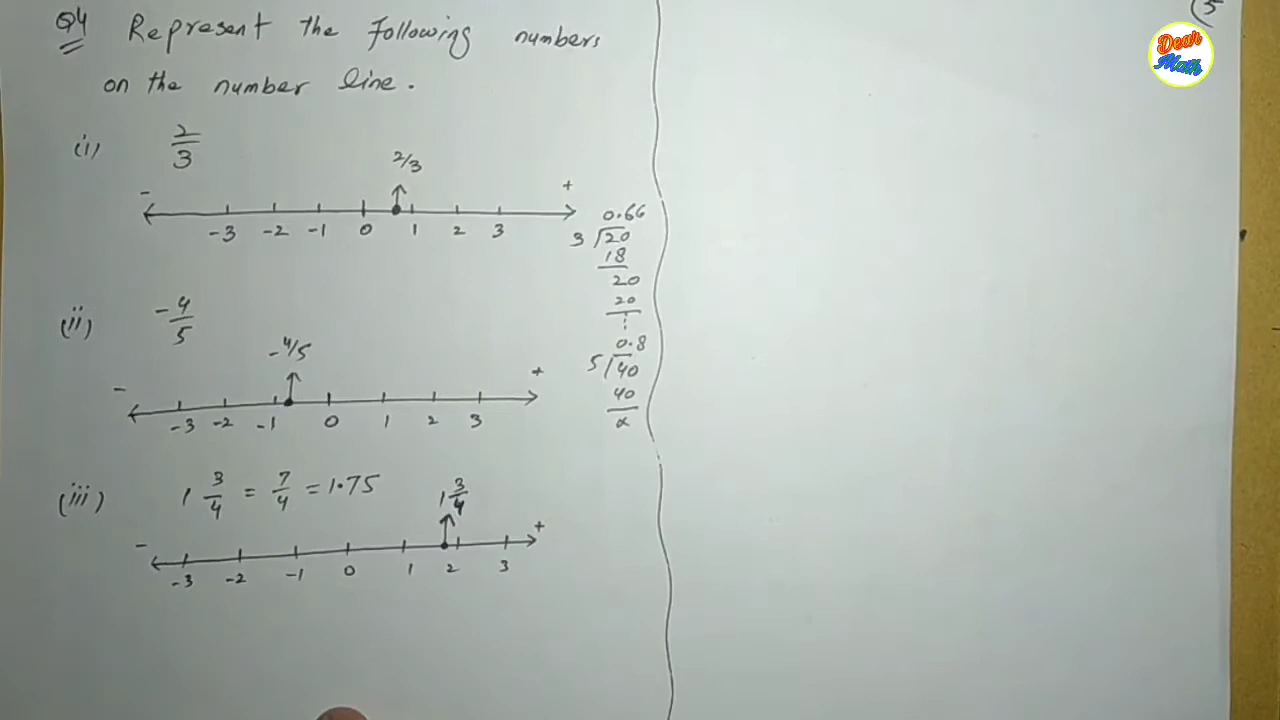 Q4 Represent the following numbers
on the number line.
(i) 2/3
2/3
- +
-3 -2 -1 0 1 2 3
0.66
3 √20
18
20
20
⋮
(ii) -4/5
-4/5
- +
-3 -2 -1 0 1 2 3
0.8
5 √40
40
×
(iii) 1 3/4 = 7/4 = 1.75
1 3/4
- +
-3 -2 -1 0 1 2 3
Dear
Math